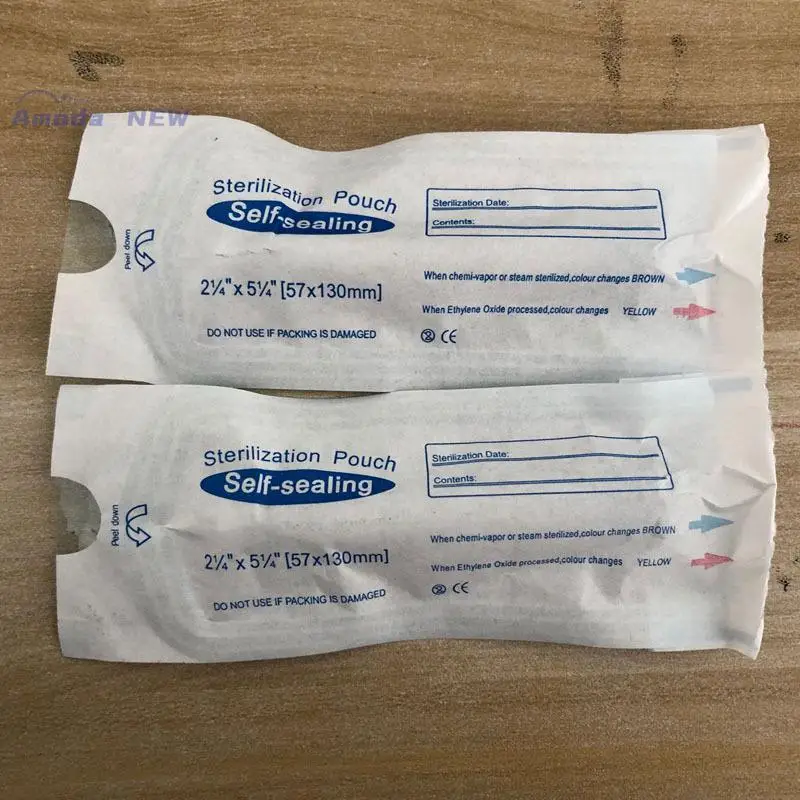 Amada NEW
Sterilization Pouch
Self-sealing
Peel down
2¼" x 5¼" [57x130mm]
DO NOT USE IF PACKING IS DAMAGED
Sterilization Date:
Contents:
When chemi-vapor or steam sterilized,colour changes BROWN
When Ethylene Oxide processed,colour changes YELLOW
2 CE
Sterilization Pouch
Self-sealing
Peel down
2¼" x 5¼" [57x130mm]
DO NOT USE IF PACKING IS DAMAGED
Sterilization Date:
Contents:
When chemi-vapor or steam sterilized,colour changes BROWN
When Ethylene Oxide processed,colour changes YELLOW
2 CE